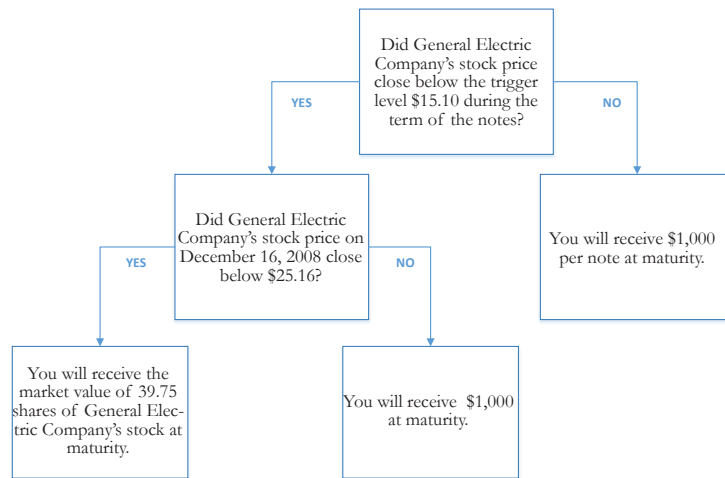 Did General Electric
Company's stock price
close below the trigger
level $15.10 during the
term of the notes?
YES
NO
Did General Electric
Company's stock price on
December 16, 2008 close
below $25.16?
You will receive $1,000
per note at maturity.
YES
NO
You will receive the
market value of 39.75
shares of General Elec-
tric Company's stock at
maturity.
You will receive $1,000
at maturity.